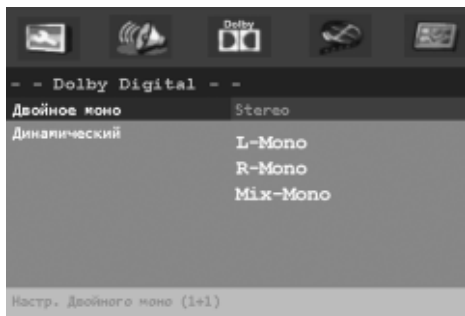 Dolby
- - Dolby Digital - -
Двойное моно Stereo
Динамический L-Mono
R-Mono
Mix-Mono
Настр. Двойного моно (1+1)